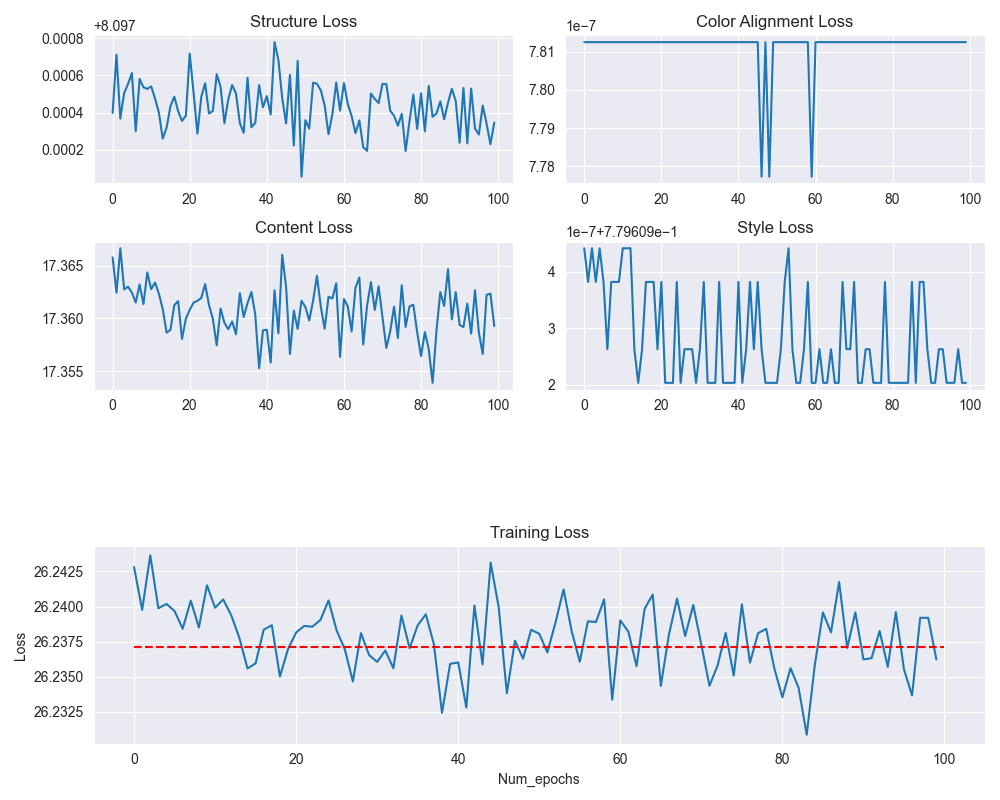 Structure Loss
+8.097
0.0008
0.0006
0.0004
0.0002
0 20 40 60 80 100
Color Alignment Loss
1e−7
7.81
7.80
7.79
7.78
0 20 40 60 80 100
Content Loss
17.365
17.360
17.355
0 20 40 60 80 100
Style Loss
1e−7+7.79609e−1
4
3
2
0 20 40 60 80 100
Training Loss
26.2425
26.2400
26.2375
26.2350
26.2325
Loss
0 20 40 60 80 100
Num_epochs